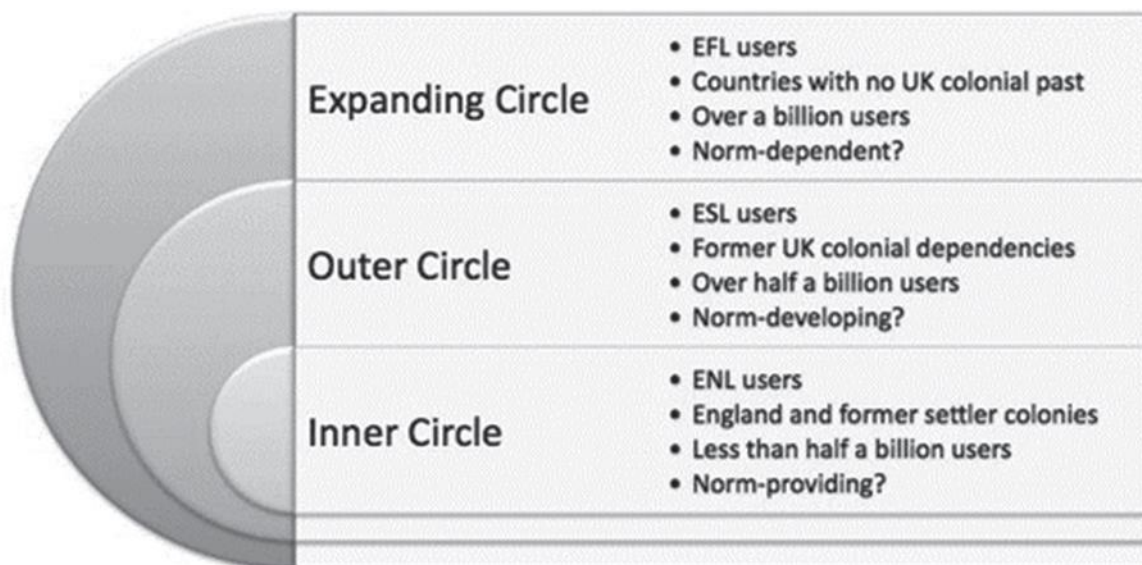 Expanding Circle
• EFL users
• Countries with no UK colonial past
• Over a billion users
• Norm-dependent?
Outer Circle
• ESL users
• Former UK colonial dependencies
• Over half a billion users
• Norm-developing?
Inner Circle
• ENL users
• England and former settler colonies
• Less than half a billion users
• Norm-providing?